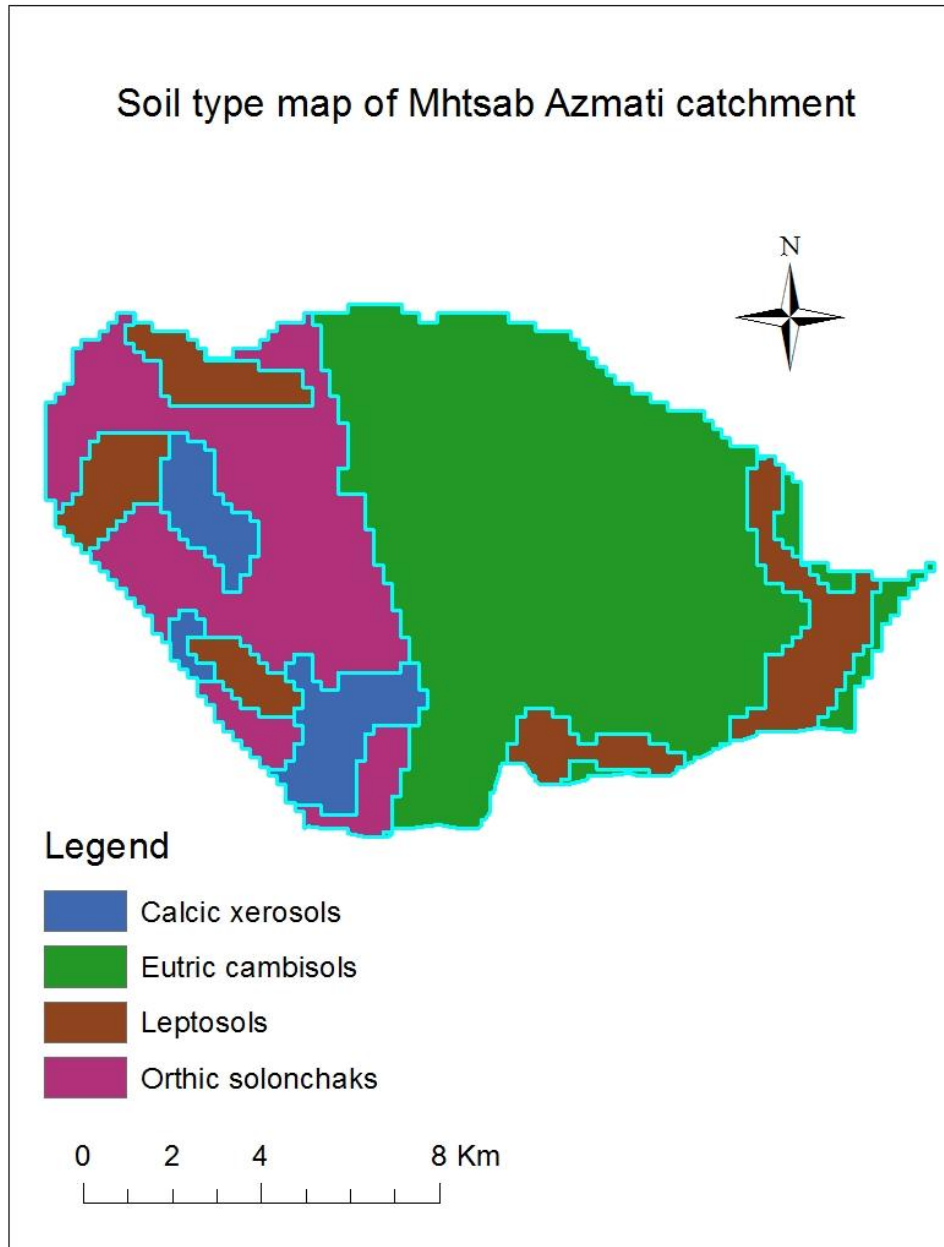 Soil type map of Mhtsab Azmati catchment
N
Legend
Calcic xerosols
Eutric cambisols
Leptosols
Orthic solonchaks
0 2 4 8 Km